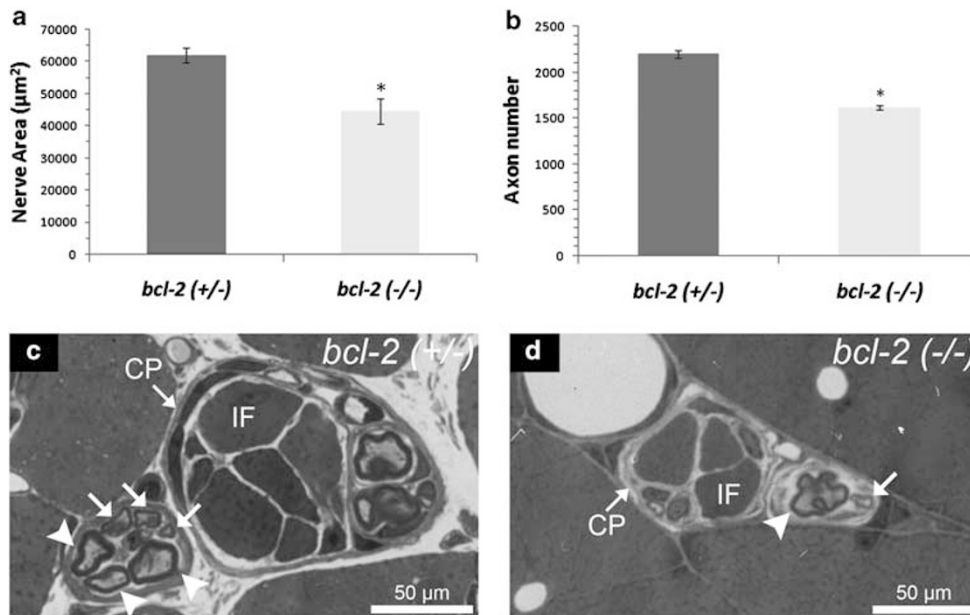 a
Nerve Area (µm²)
70000
60000
50000
40000
30000
20000
10000
0
*
bcl-2 (+/-)
bcl-2 (-/-)
b
Axon number
2500
2000
1500
1000
500
0
*
bcl-2 (+/-)
bcl-2 (-/-)
c
bcl-2 (+/-)
CP
IF
50 µm
d
bcl-2 (-/-)
CP
IF
50 µm